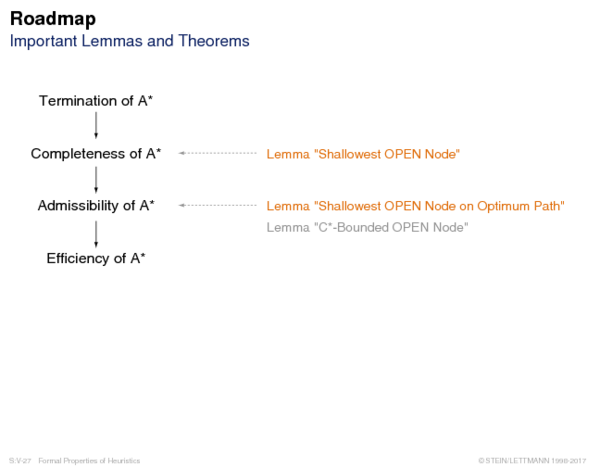 Roadmap
Important Lemmas and Theorems
Termination of A*
Completeness of A*
Lemma "Shallowest OPEN Node"
Admissibility of A*
Lemma "Shallowest OPEN Node on Optimum Path"
Lemma "C*-Bounded OPEN Node"
Efficiency of A*
S:V-27 Formal Properties of Heuristics
© STEIN/LETTMANN 1998-2017